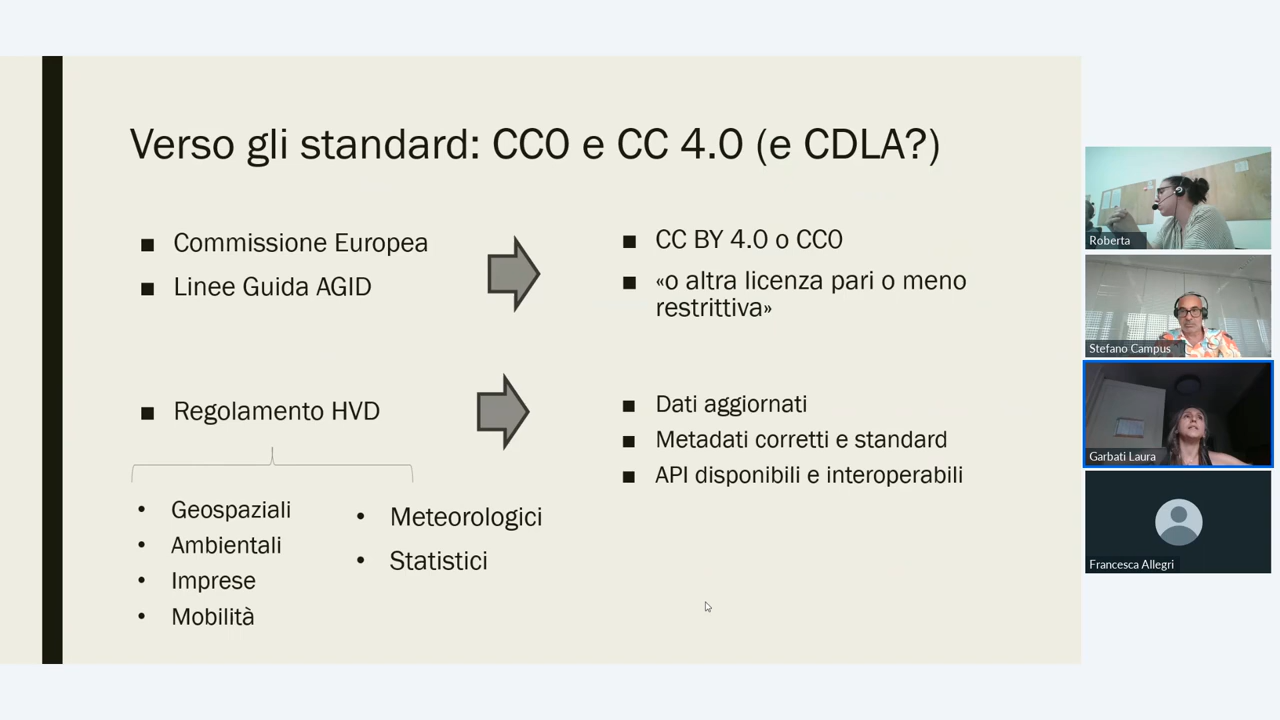 Verso gli standard: CC0 e CC 4.0 (e CDLA?)
■ Commissione Europea
■ Linee Guida AGID
■ CC BY 4.0 o CC0
■ «o altra licenza pari o meno
restrittiva»
■ Regolamento HVD
■ Dati aggiornati
■ Metadati corretti e standard
■ API disponibili e interoperabili
• Geospaziali
• Ambientali
• Imprese
• Mobilità
• Meteorologici
• Statistici
Roberta
Stefano Campus
Garbati Laura
Francesca Allegri